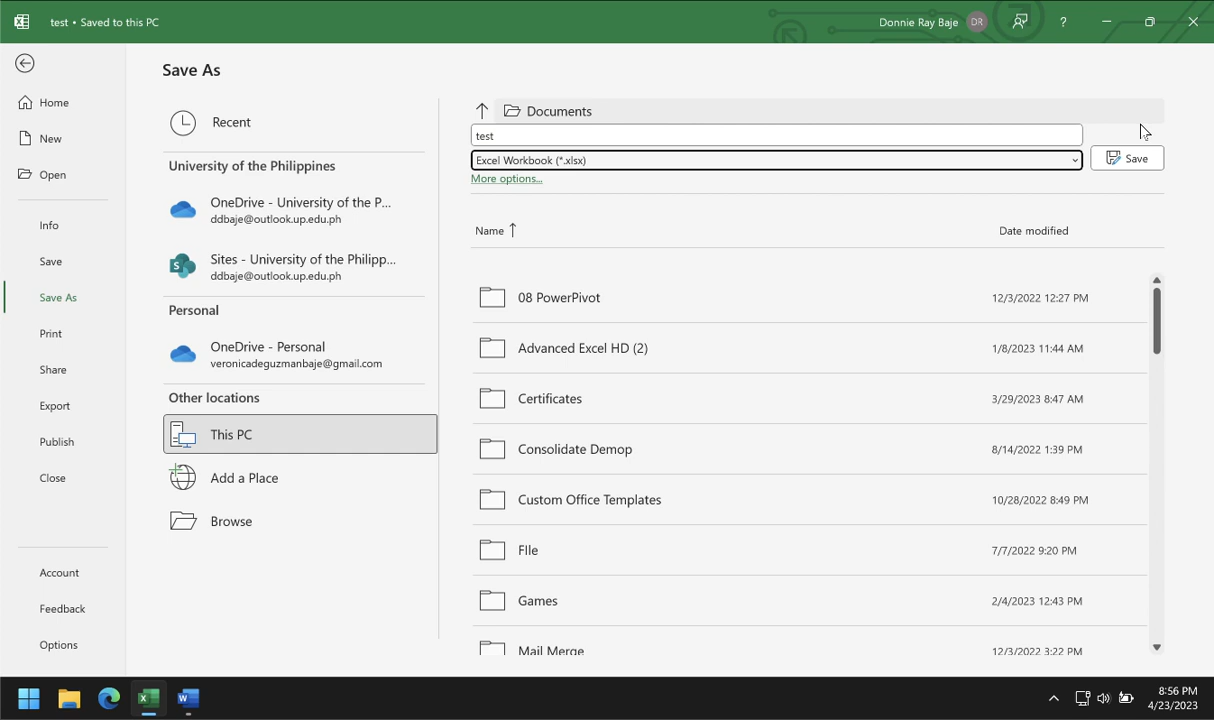 test • Saved to this PC
Donnie Ray Baje DR ?
Save As
Home
New
Open
Info
Save
Save As
Print
Share
Export
Publish
Close
Account
Feedback
Options
Recent
University of the Philippines
OneDrive - University of the P...
ddbaje@outlook.up.edu.ph
S
Sites - University of the Philipp...
ddbaje@outlook.up.edu.ph
Personal
OneDrive - Personal
veronicadeguzmanbaje@gmail.com
Other locations
This PC
Add a Place
Browse
Documents
test
Excel Workbook (*.xlsx)
Save
More options...
Name Date modified
08 PowerPivot 12/3/2022 12:27 PM
Advanced Excel HD (2) 1/8/2023 11:44 AM
Certificates 3/29/2023 8:47 AM
Consolidate Demop 8/14/2022 1:39 PM
Custom Office Templates 10/28/2022 8:49 PM
FIle 7/7/2022 9:20 PM
Games 2/4/2023 12:43 PM
Mail Merge 12/3/2022 3:22 PM
8:56 PM
4/23/2023